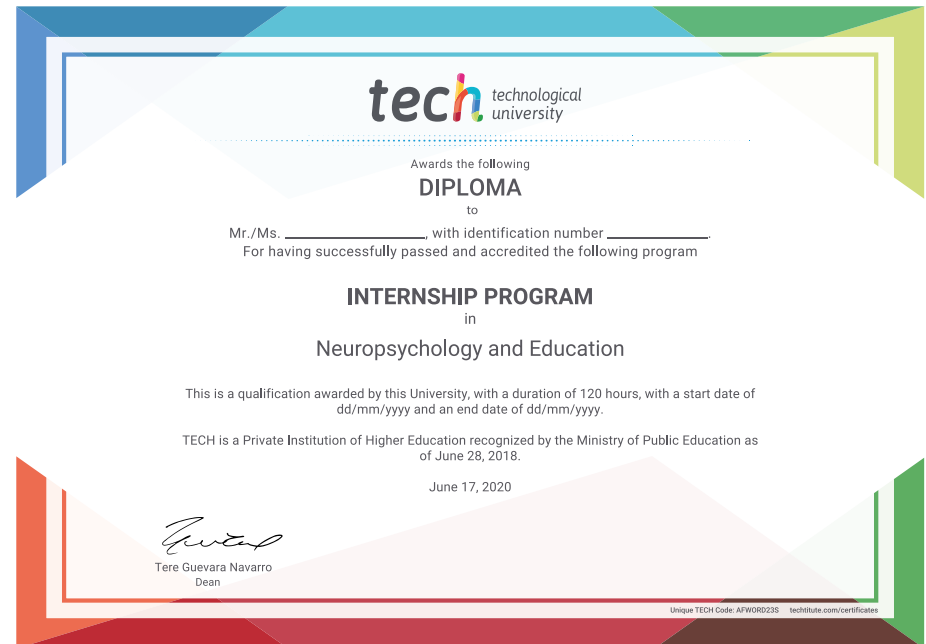 tech technological
university
Awards the following
DIPLOMA
to
Mr./Ms. ____________________, with identification number ______________.
For having successfully passed and accredited the following program
INTERNSHIP PROGRAM
in
Neuropsychology and Education
This is a qualification awarded by this University, with a duration of 120 hours, with a start date of
dd/mm/yyyy and an end date of dd/mm/yyyy.
TECH is a Private Institution of Higher Education recognized by the Ministry of Public Education as
of June 28, 2018.
June 17, 2020
Tere Guevara Navarro
Dean
Unique TECH Code: AFWORD23S techtitute.com/certificates